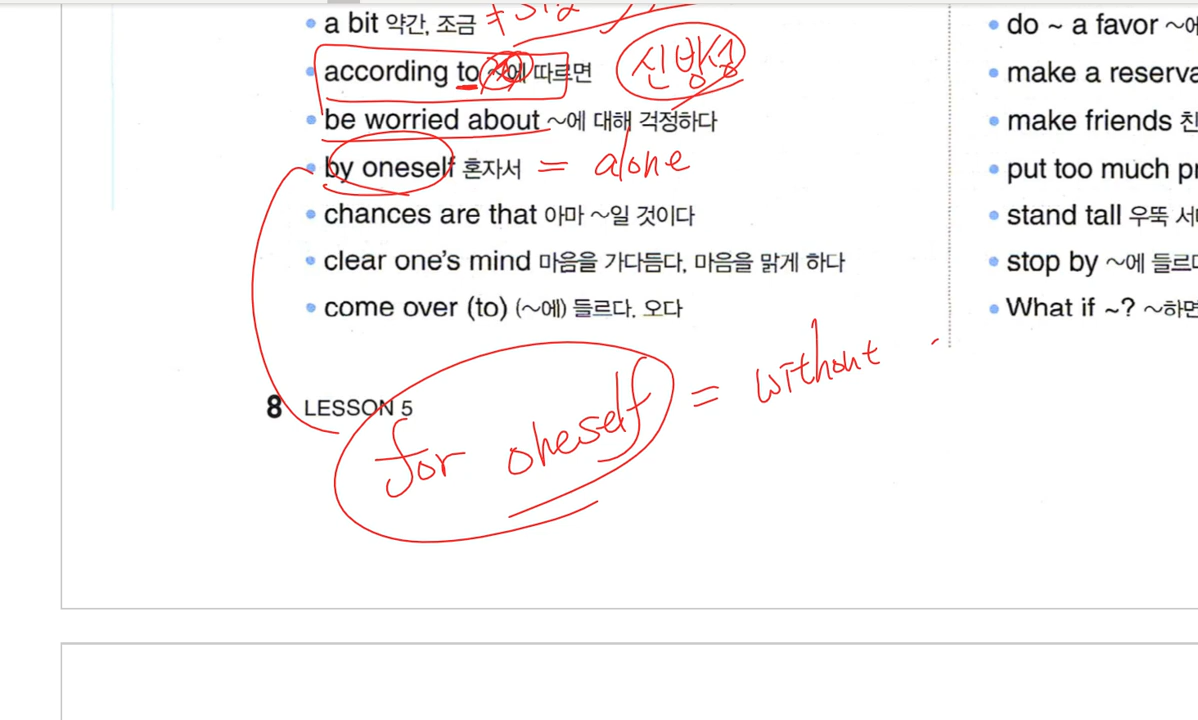 a bit 약간, 조금 ≠
according to ~에 따르면 신방성
be worried about ~에 대해 걱정하다
by oneself 혼자서 = alone
chances are that 아마 ~일 것이다
clear one's mind 마음을 가다듬다, 마음을 맑게 하다
come over (to) (~에) 들르다, 오다
do ~ a favor ~에
make a reserva
make friends 친
put too much pr
stand tall 우뚝 서
stop by ~에 들르
What if ~? ~하면
8 LESSON 5
for oneself = without